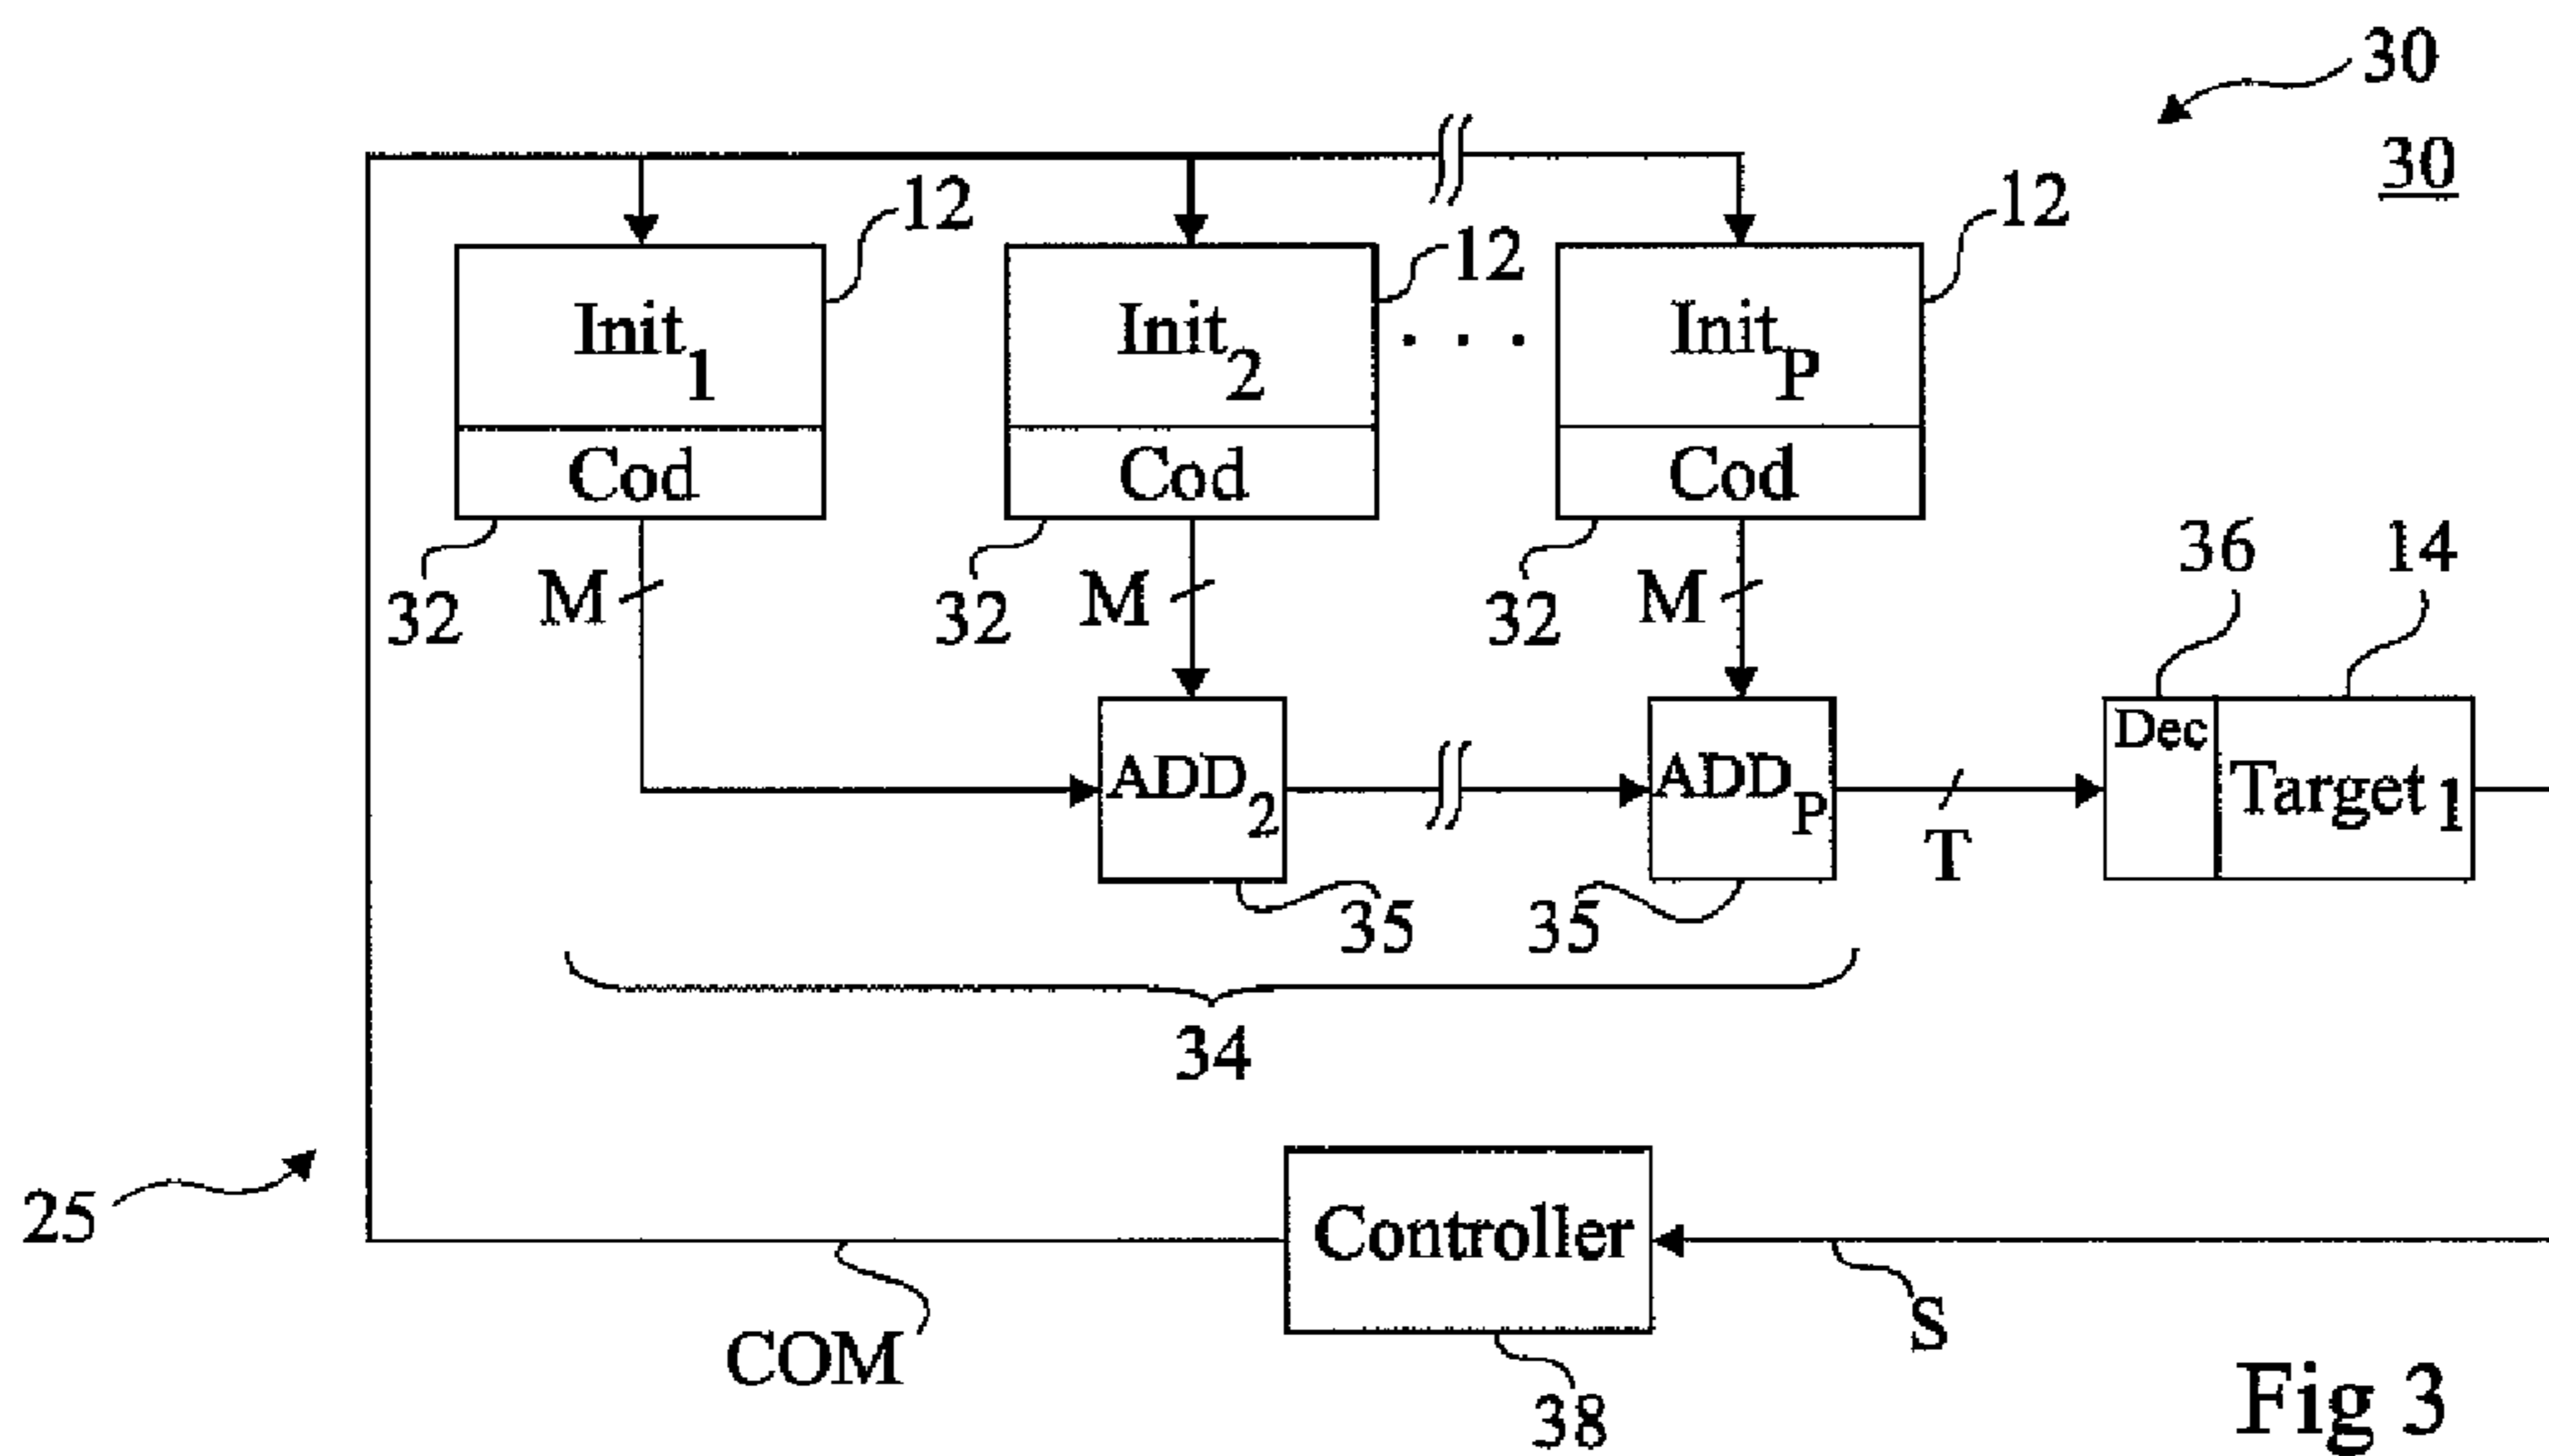 30
30
12
12
12
Init1
Init2
. . .
InitP
Cod
Cod
Cod
32
M
32
M
32
M
36
14
ADD2
ADDP
T
Dec
Target1
35
35
34
25
Controller
COM
S
38
Fig 3